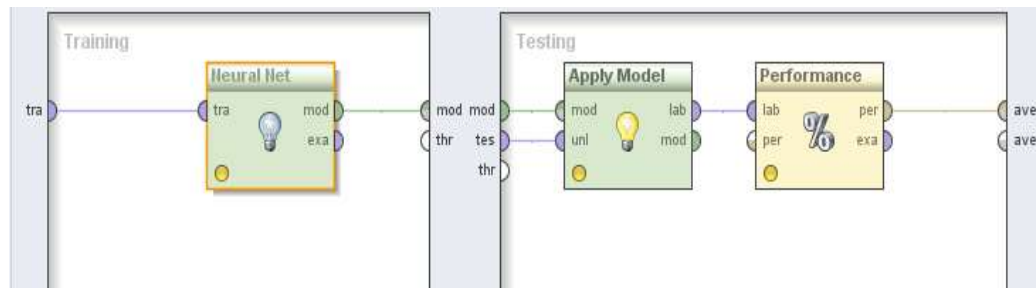 Training
Testing
Neural Net
Apply Model
Performance
tra
tra
mod
mod
mod
mod
lab
lab
per
ave
exa
thr
tes
unl
mod
per
exa
ave
thr
%